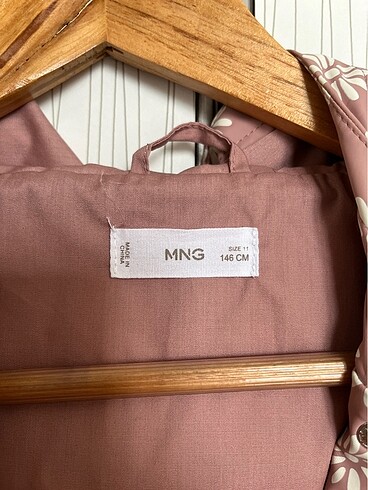 MADE IN
CHINA
MNG
SIZE 11
146 CM